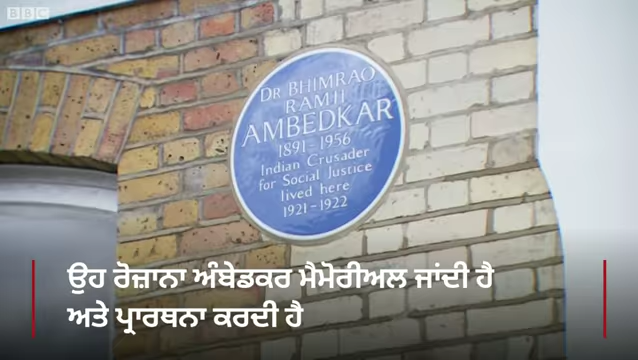 BBC
DR BHIMRAO
RAMJI
AMBEDKAR
1891 - 1956
Indian Crusader
for Social Justice
lived here
1921 - 1922
ਉਹ ਰੋਜ਼ਾਨਾ ਅੰਬੇਡਕਰ ਮੈਮੋਰੀਅਲ ਜਾਂਦੀ ਹੈ
ਅਤੇ ਪ੍ਰਾਰਥਨਾ ਕਰਦੀ ਹੈ